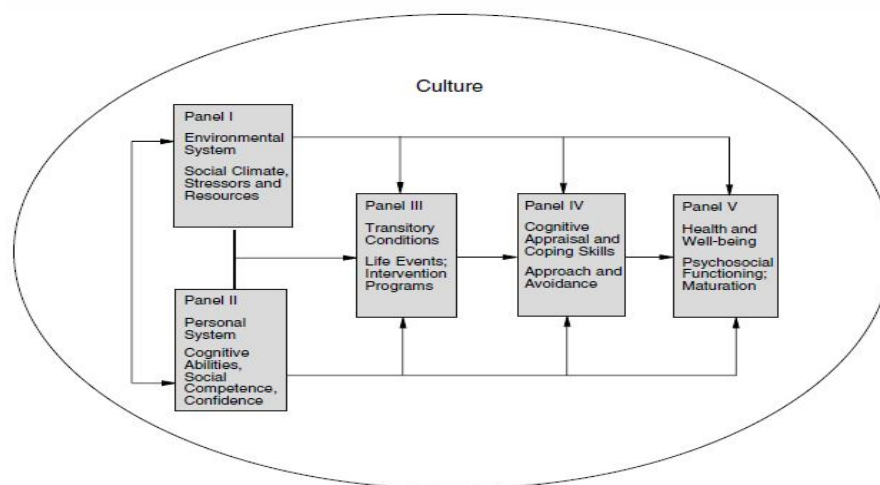 Culture
Panel I
Environmental
System
Social Climate,
Stressors and
Resources
Panel II
Personal
System
Cognitive
Abilities,
Social
Competence,
Confidence
Panel III
Transitory
Conditions
Life Events;
Intervention
Programs
Panel IV
Cognitive
Appraisal and
Coping Skills
Approach and
Avoidance
Panel V
Health and
Well-being
Psychosocial
Functioning;
Maturation